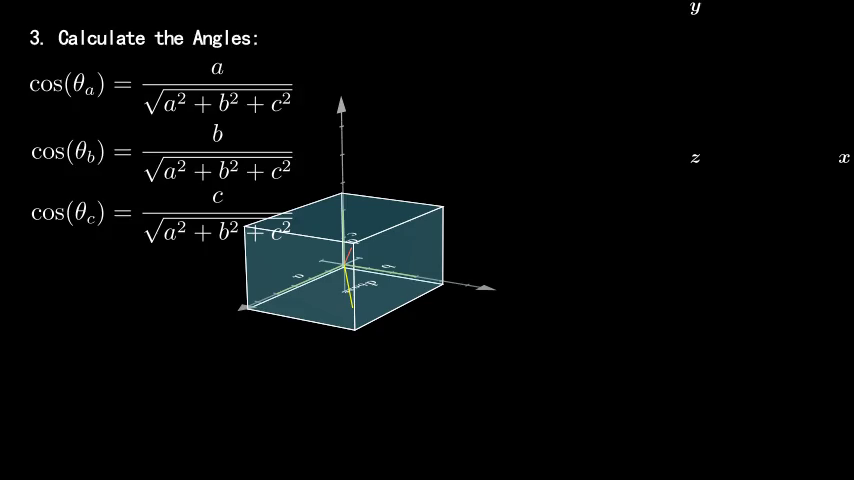 3. Calculate the Angles:
cos(θ_a) = a / √(a² + b² + c²)
cos(θ_b) = b / √(a² + b² + c²)
cos(θ_c) = c / √(a² + b² + c²)
y
z x